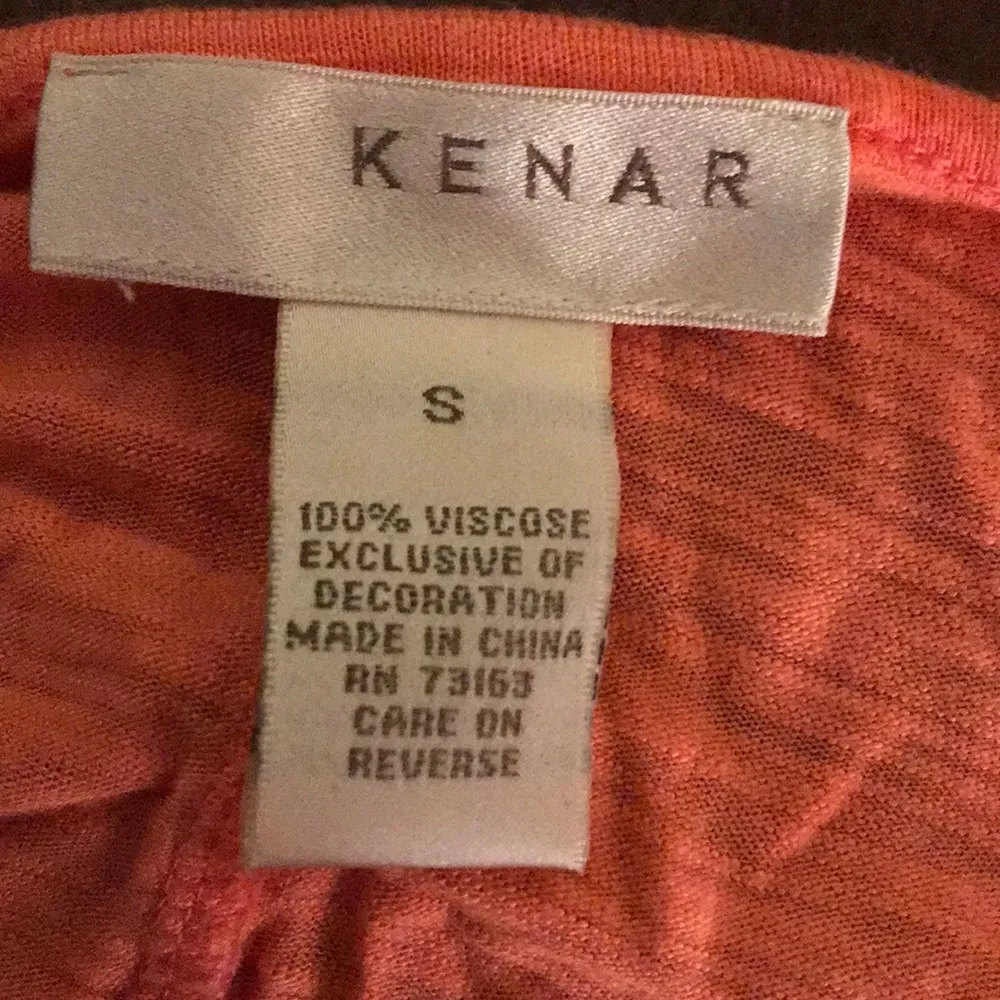 KENAR
S
100% VISCOSE
EXCLUSIVE OF
DECORATION
MADE IN CHINA
RN 73163
CARE ON
REVERSE